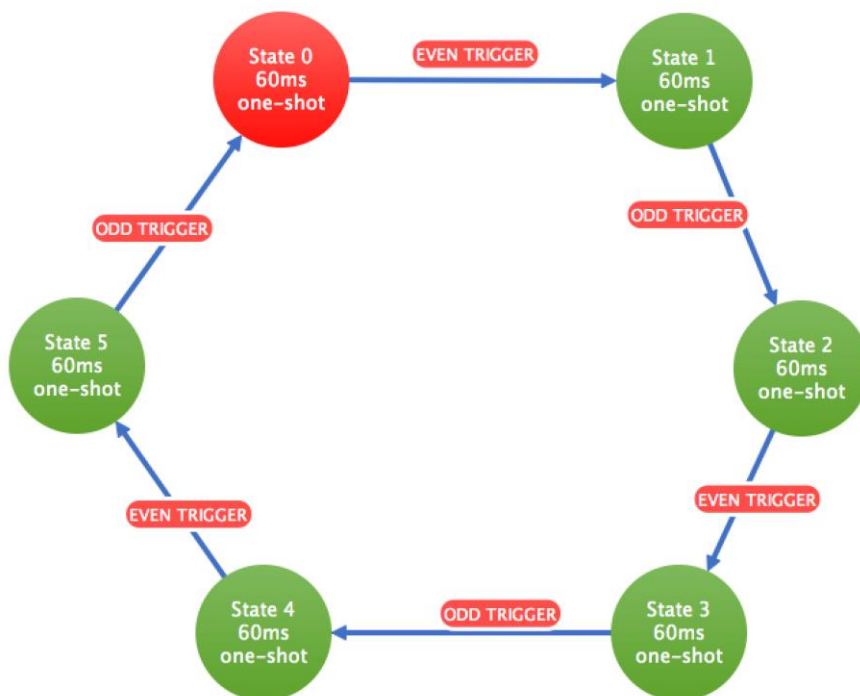 State 0
60ms
one-shot
EVEN TRIGGER
State 1
60ms
one-shot
ODD TRIGGER
ODD TRIGGER
State 5
60ms
one-shot
State 2
60ms
one-shot
EVEN TRIGGER
EVEN TRIGGER
State 4
60ms
one-shot
ODD TRIGGER
State 3
60ms
one-shot